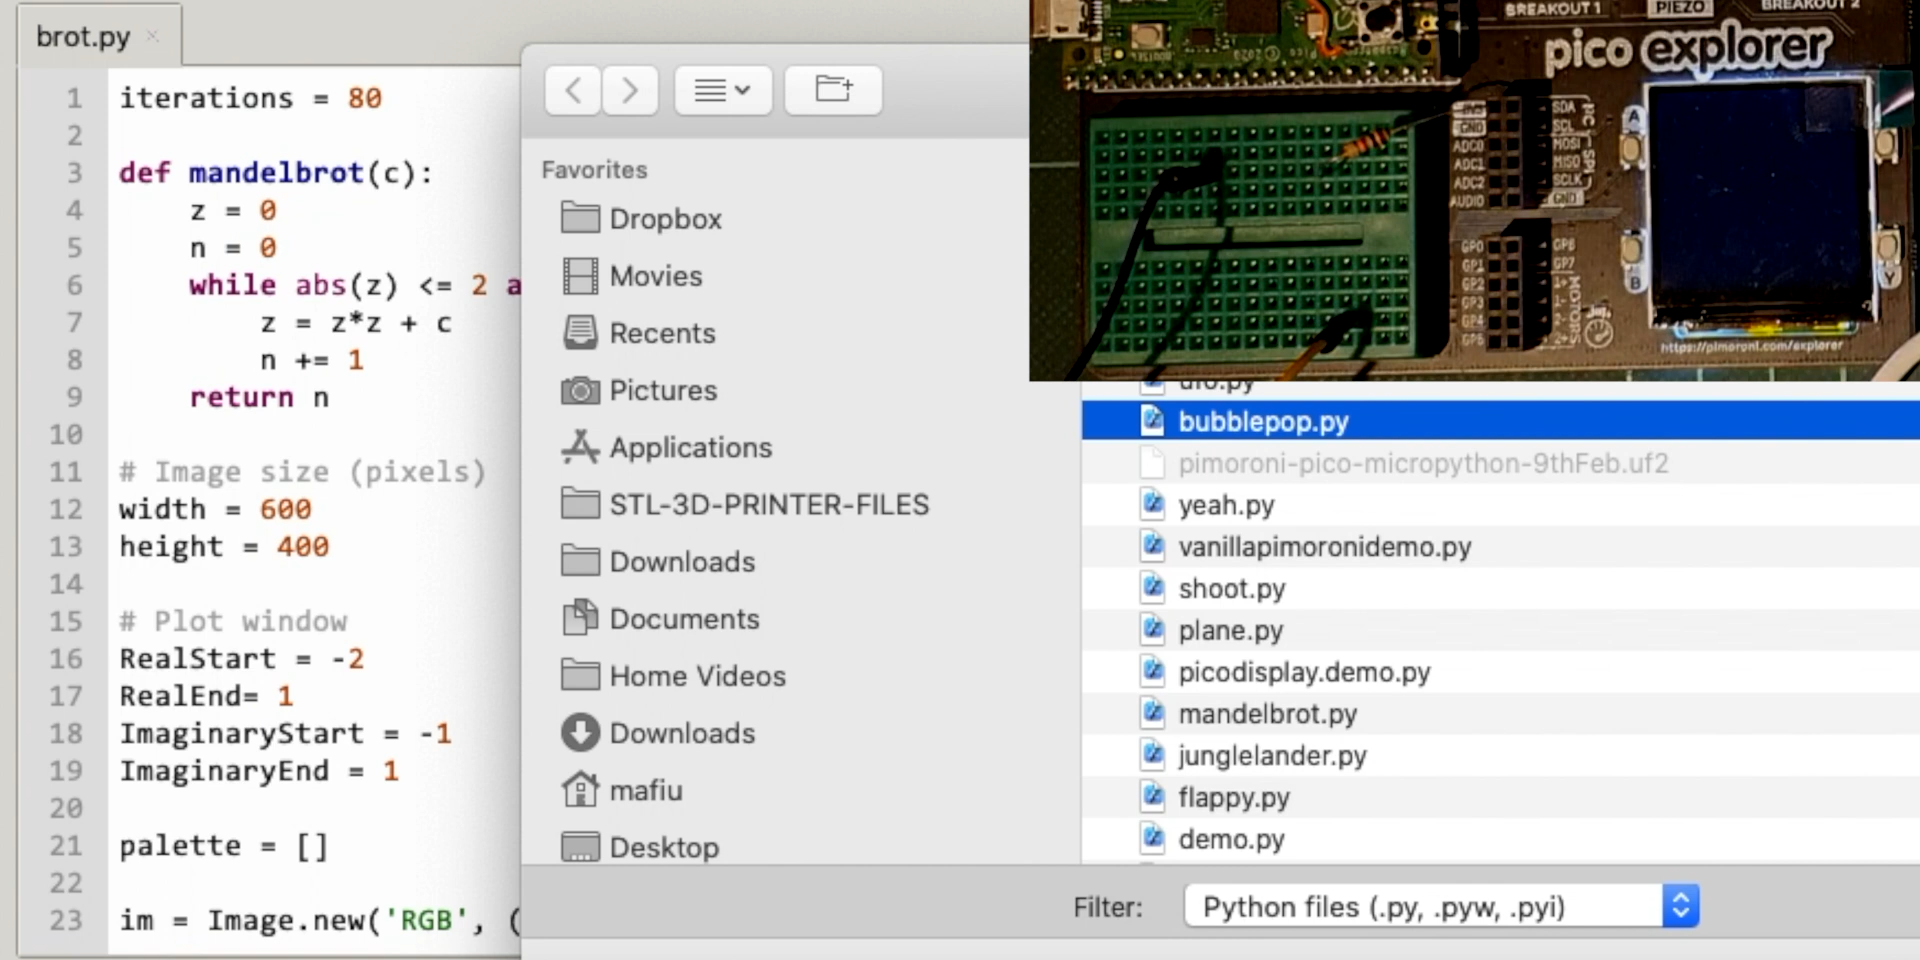 brot.py
1 iterations = 80
2
3 def mandelbrot(c):
4 z = 0
5 n = 0
6 while abs(z) <= 2 a
7 z = z*z + c
8 n += 1
9 return n
10
11 # Image size (pixels)
12 width = 600
13 height = 400
14
15 # Plot window
16 RealStart = -2
17 RealEnd= 1
18 ImaginaryStart = -1
19 ImaginaryEnd = 1
20
21 palette = []
22
23 im = Image.new('RGB', (
Favorites
Dropbox
Movies
Recents
Pictures
Applications
STL-3D-PRINTER-FILES
Downloads
Documents
Home Videos
Downloads
mafiu
Desktop
BREAKOUT 1
PIEZO
BREAKOUT 2
pico explorer
GND
ADC0
ADC1
ADC2
AUDIO
SDA
SCL
I2C
MOSI
MISO
SCLK
GND
SPI
GP0
GP1
GP2
GP3
GP4
GP5
GP6
GP7
MOTORS
A
B
Y
https://pimoroni.com/explorer
ufo.py
bubblepop.py
pimoroni-pico-micropython-9thFeb.uf2
yeah.py
vanillapimoronidemo.py
shoot.py
plane.py
picodisplay.demo.py
mandelbrot.py
junglelander.py
flappy.py
demo.py
Filter:
Python files (.py, .pyw, .pyi)